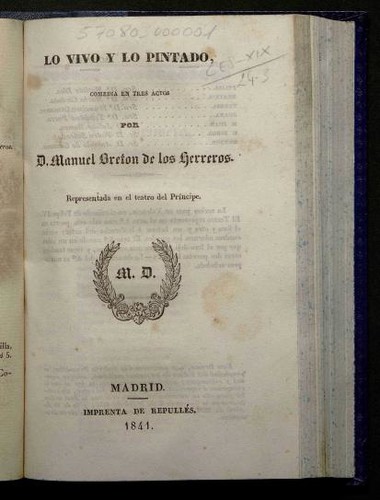 57080_000001
LO VIVO Y LO PINTADO,
COMEDIA EN TRES ACTOS
POR
D. Manuel Breton de los Herreros.
Representada en el teatro del Príncipe.
M. D.
MADRID.
IMPRENTA DE REPULLÉS.
1841.